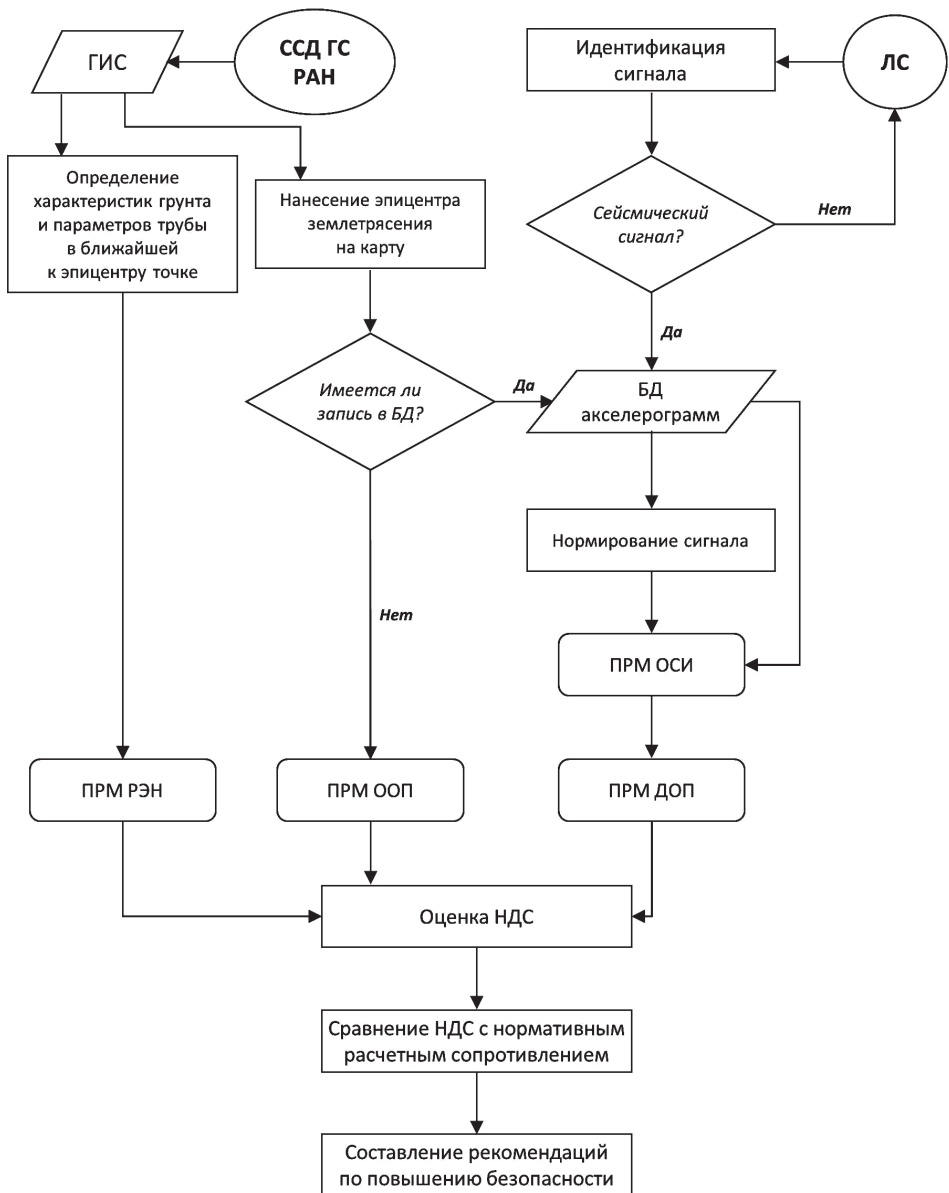 ГИС
ССД ГС
РАН
Идентификация
сигнала
ЛС
Определение
характеристик грунта
и параметров трубы
в ближайшей
к эпицентру точке
Нанесение эпицентра
землетрясения
на карту
Сейсмический
сигнал?
Нет
Да
Имеется ли
запись в БД?
Да
БД
акселерограмм
Нормирование сигнала
Нет
ПРМ ОСИ
ПРМ РЭН
ПРМ ООП
ПРМ ДОП
Оценка НДС
Сравнение НДС с нормативным
расчетным сопротивлением
Составление рекомендаций
по повышению безопасности